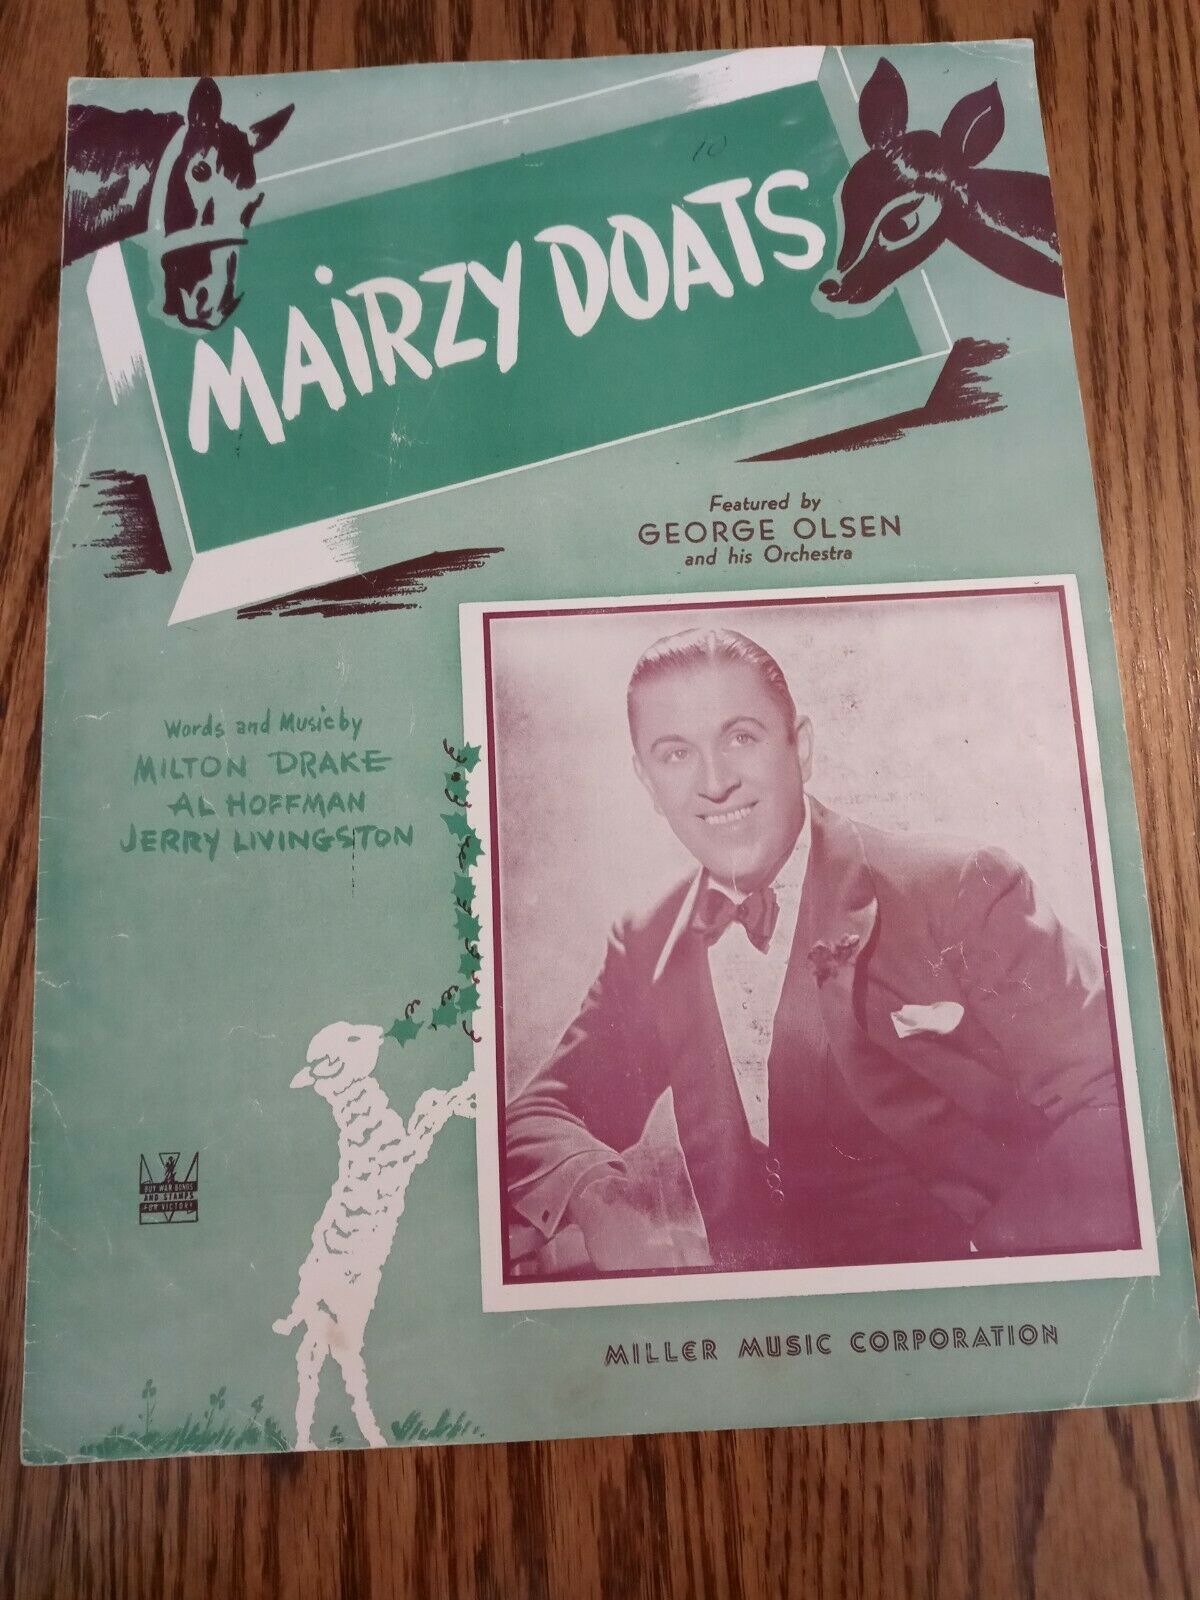 10
MAiRZY DOATS
Featured by
GEORGE OLSEN
and his Orchestra
Words and Music by
MILTON DRAKE
AL HOFFMAN
JERRY LIVINGSTON
BUY WAR BONDS
AND STAMPS
FOR VICTORY
MILLER MUSIC CORPORATION